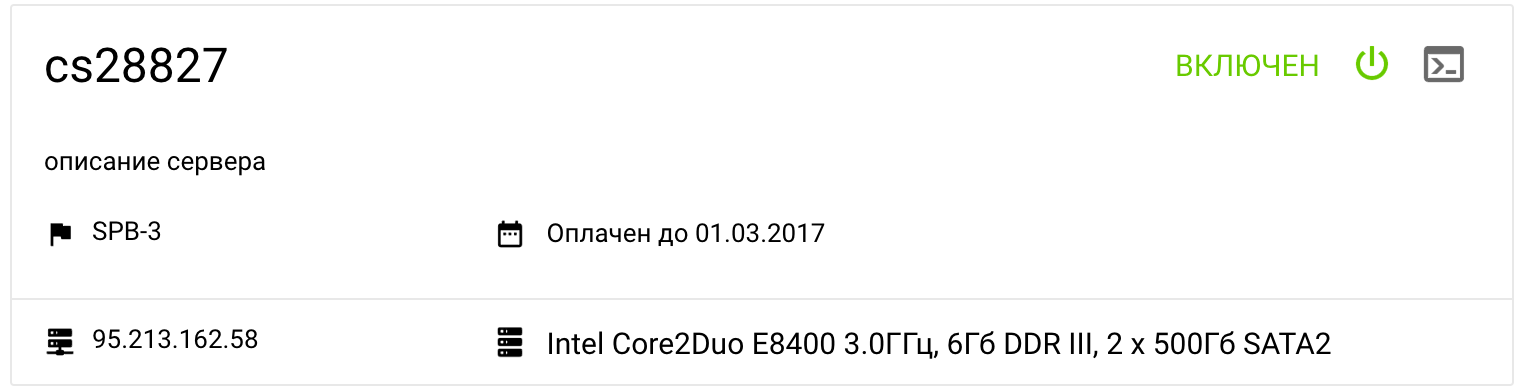 cs28827
ВКЛЮЧЕН
описание сервера
SPB-3
Оплачен до 01.03.2017
95.213.162.58
Intel Core2Duo E8400 3.0ГГц, 6Гб DDR III, 2 x 500Гб SATA2